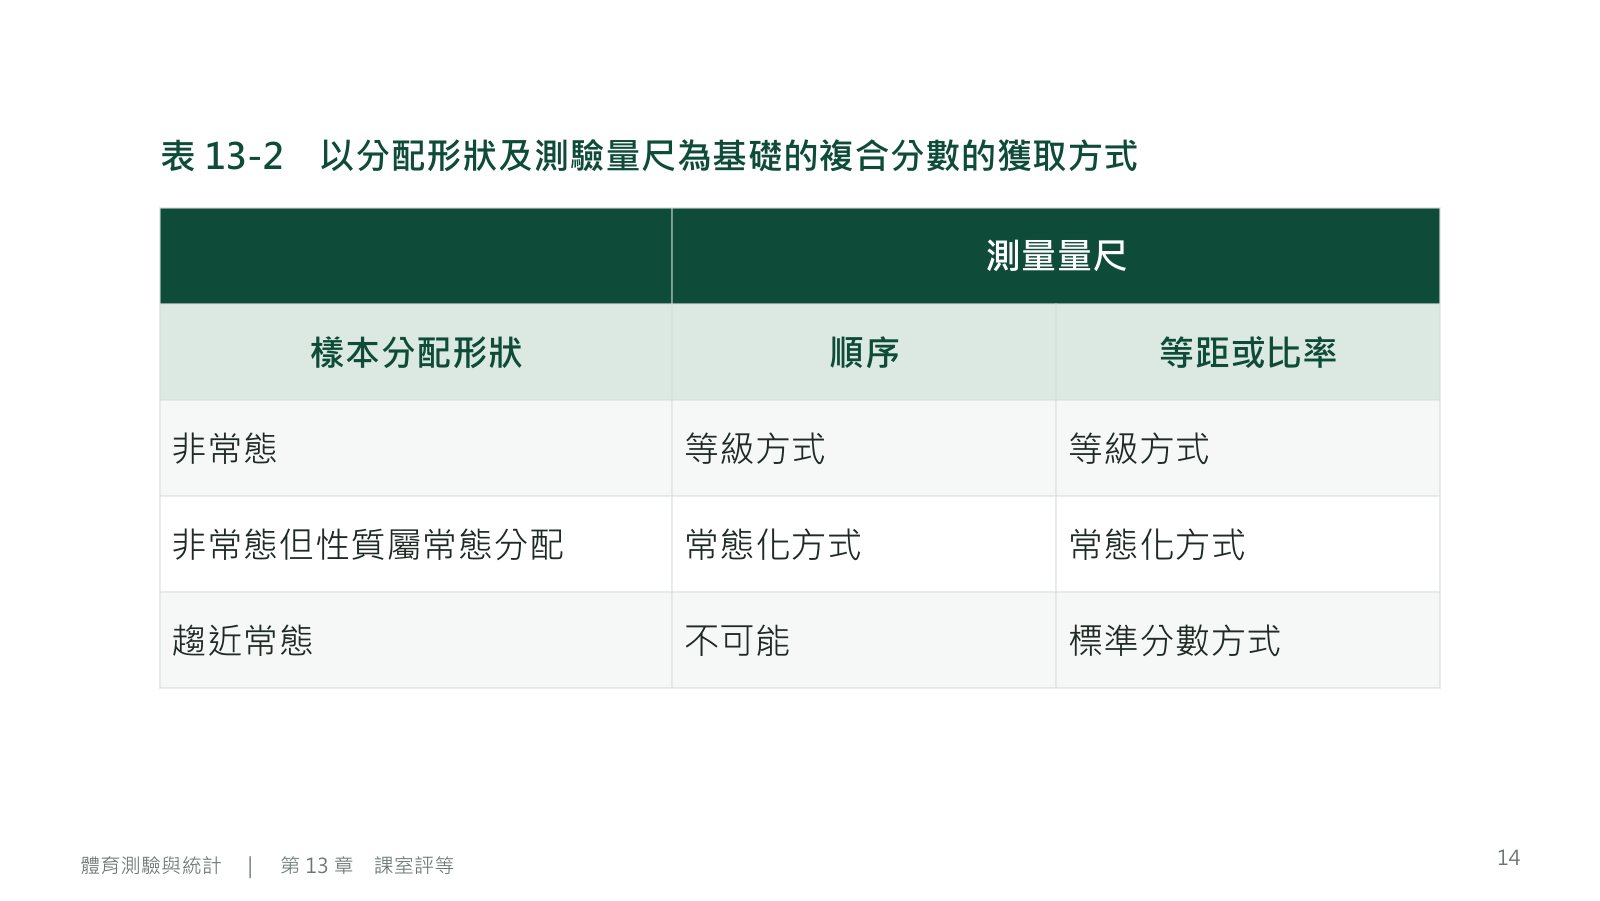 表 13-2　以分配形狀及測驗量尺為基礎的複合分數的獲取方式
測量量尺
樣本分配形狀 順序 等距或比率
非常態 等級方式 等級方式
非常態但性質屬常態分配 常態化方式 常態化方式
趨近常態 不可能 標準分數方式
體育測驗與統計　|　第 13 章　課室評等
14